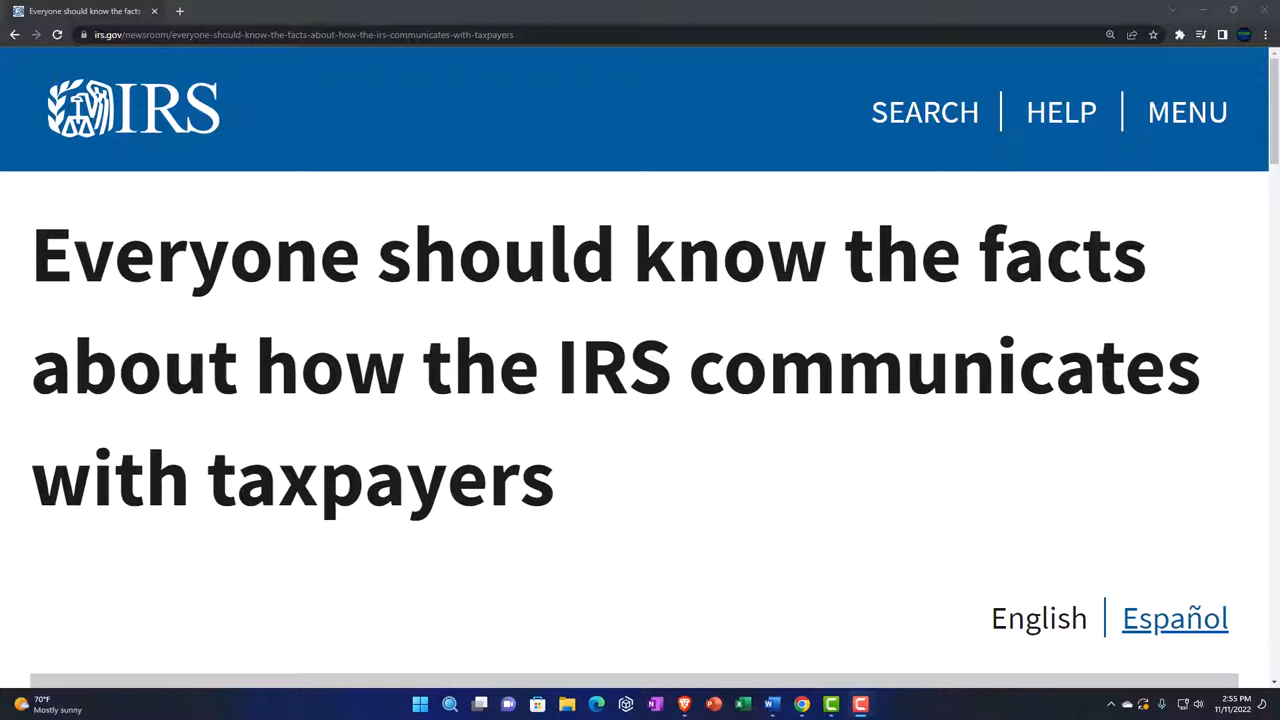 Everyone should know the facts
irs.gov/newsroom/everyone-should-know-the-facts-about-how-the-irs-communicates-with-taxpayers
IRS
SEARCH
HELP
MENU
Everyone should know the facts
about how the IRS communicates
with taxpayers
English
Español
70°F
Mostly sunny
2:55 PM
11/11/2022